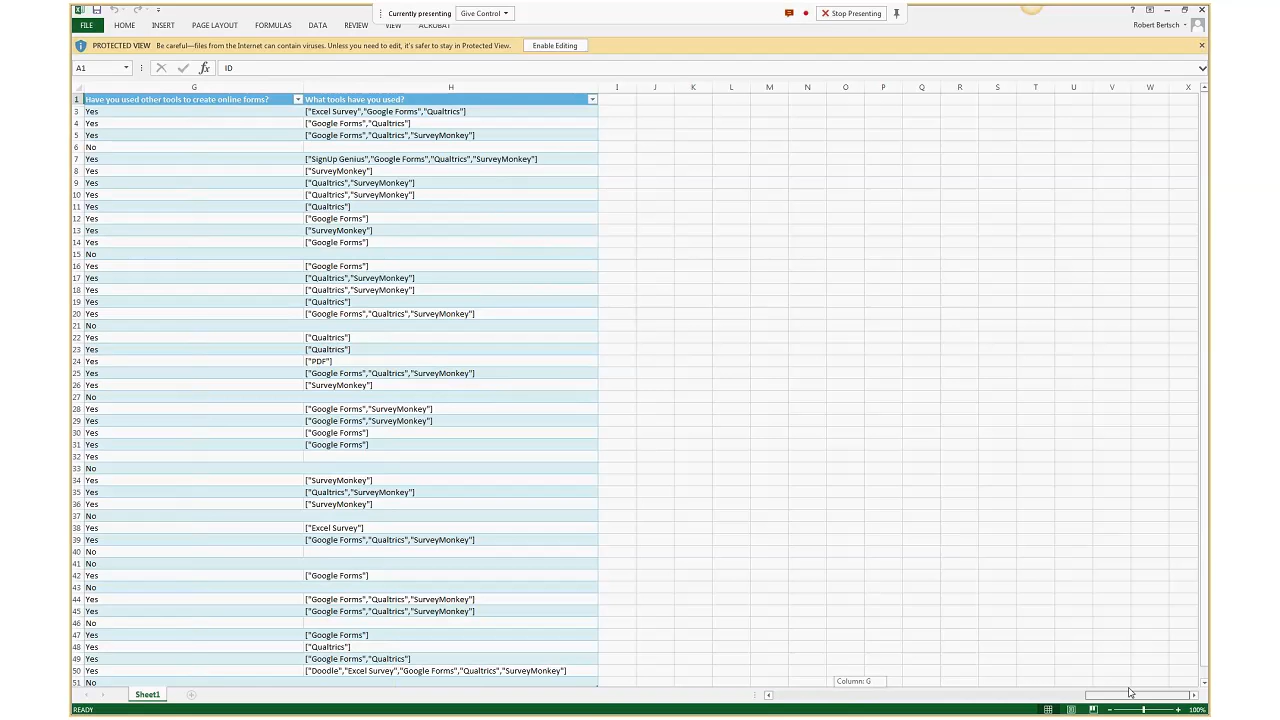 Currently presenting Give Control Stop Presenting
FILE HOME INSERT PAGE LAYOUT FORMULAS DATA REVIEW VIEW ACROBAT Robert Bertsch
PROTECTED VIEW Be careful—files from the Internet can contain viruses. Unless you need to edit, it's safer to stay in Protected View. Enable Editing
A1 fx ID
G H I J K L M N O P Q R S T U V W X
1 Have you used other tools to create online forms? What tools have you used?
3 Yes ["Excel Survey","Google Forms","Qualtrics"]
4 Yes ["Google Forms","Qualtrics"]
5 Yes ["Google Forms","Qualtrics","SurveyMonkey"]
6 No
7 Yes ["SignUp Genius","Google Forms","Qualtrics","SurveyMonkey"]
8 Yes ["SurveyMonkey"]
9 Yes ["Qualtrics","SurveyMonkey"]
10 Yes ["Qualtrics","SurveyMonkey"]
11 Yes ["Qualtrics"]
12 Yes ["Google Forms"]
13 Yes ["SurveyMonkey"]
14 Yes ["Google Forms"]
15 No
16 Yes ["Google Forms"]
17 Yes ["Qualtrics","SurveyMonkey"]
18 Yes ["Qualtrics","SurveyMonkey"]
19 Yes ["Qualtrics"]
20 Yes ["Google Forms","Qualtrics","SurveyMonkey"]
21 No
22 Yes ["Qualtrics"]
23 Yes ["Qualtrics"]
24 Yes ["PDF"]
25 Yes ["Google Forms","Qualtrics","SurveyMonkey"]
26 Yes ["SurveyMonkey"]
27 No
28 Yes ["Google Forms","SurveyMonkey"]
29 Yes ["Google Forms","SurveyMonkey"]
30 Yes ["Google Forms"]
31 Yes ["Google Forms"]
32 Yes
33 No
34 Yes ["SurveyMonkey"]
35 Yes ["Qualtrics","SurveyMonkey"]
36 Yes ["SurveyMonkey"]
37 No
38 Yes ["Excel Survey"]
39 Yes ["Google Forms","Qualtrics","SurveyMonkey"]
40 No
41 No
42 Yes ["Google Forms"]
43 No
44 Yes ["Google Forms","Qualtrics","SurveyMonkey"]
45 Yes ["Google Forms","Qualtrics","SurveyMonkey"]
46 No
47 Yes ["Google Forms"]
48 Yes ["Qualtrics"]
49 Yes ["Google Forms","Qualtrics"]
50 Yes ["Doodle","Excel Survey","Google Forms","Qualtrics","SurveyMonkey"]
51 No
Column: G
Sheet1
READY 100%